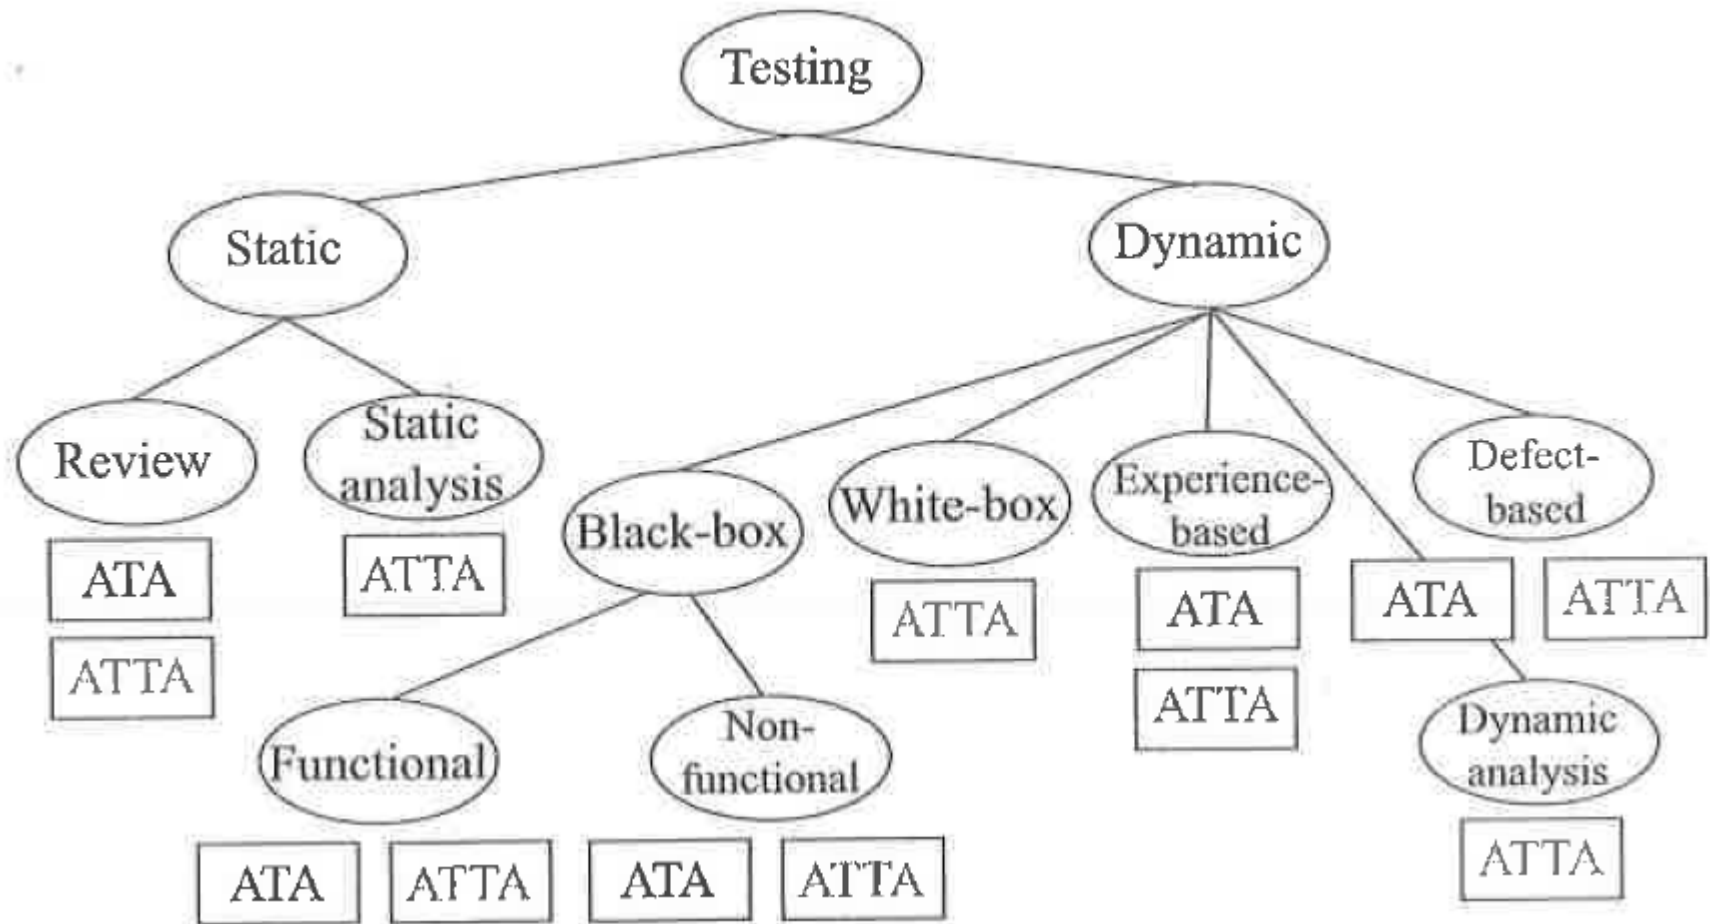 Testing
Static
Dynamic
Review
Static
analysis
Black-box
White-box
Experience-
based
Defect-
based
ATA
ATTA
ATTA
ATTA
ATA
ATTA
ATA
ATTA
Functional
Non-
functional
Dynamic
analysis
ATA
ATTA
ATA
ATTA
ATTA